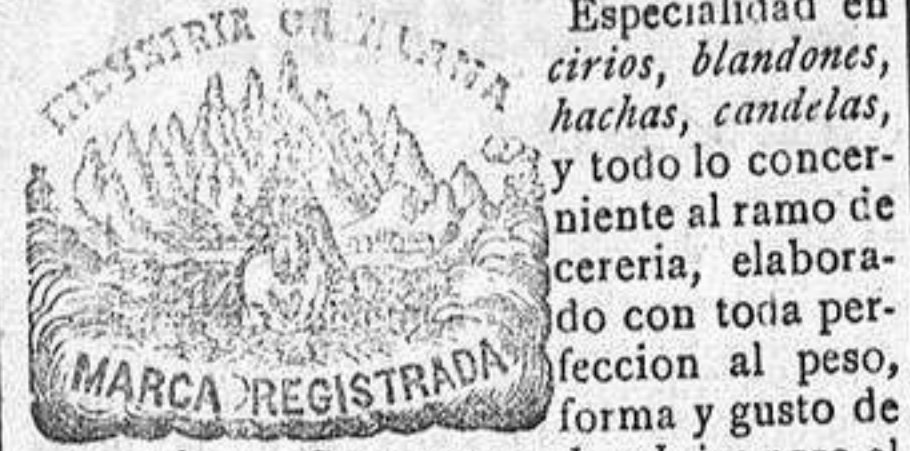 INDUSTRIA CATALANA
MARCA REGISTRADA
Especialidad en
cirios, blandones,
hachas, candelas,
y todo lo concer-
niente al ramo de
cereria, elabora-
do con toda per-
feccion al peso,
forma y gusto de